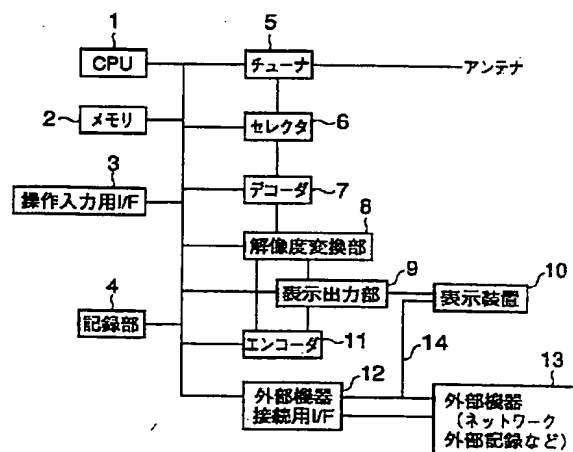 1
CPU
5
チューナ
アンテナ
2
メモリ
セレクタ
6
3
操作入力用I/F
デコーダ
7
8
解像度変換部
9
表示出力部
10
表示装置
4
記録部
エンコーダ
11
14
12
外部機器
接続用I/F
13
外部機器
(ネットワーク
外部記録など)